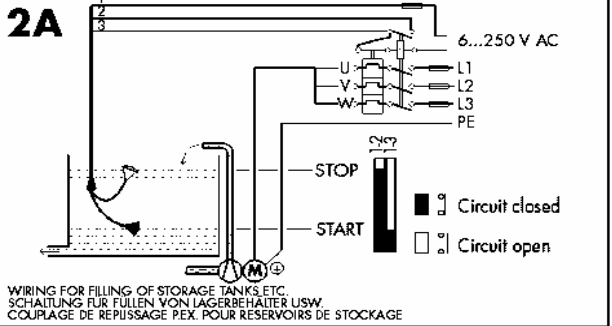 2A
1
2
3
6...250 V AC
U
L1
V
L2
W
L3
PE
1-2
1-3
STOP
START
Circuit closed
Circuit open
M
WIRING FOR FILLING OF STORAGE TANKS, ETC.
SCHALTUNG FUR FULLEN VON LAGERBEHALTER USW.
COUPLAGE DE REPLISSAGE P.EX. POUR RESERVOIRS DE STOCKAGE